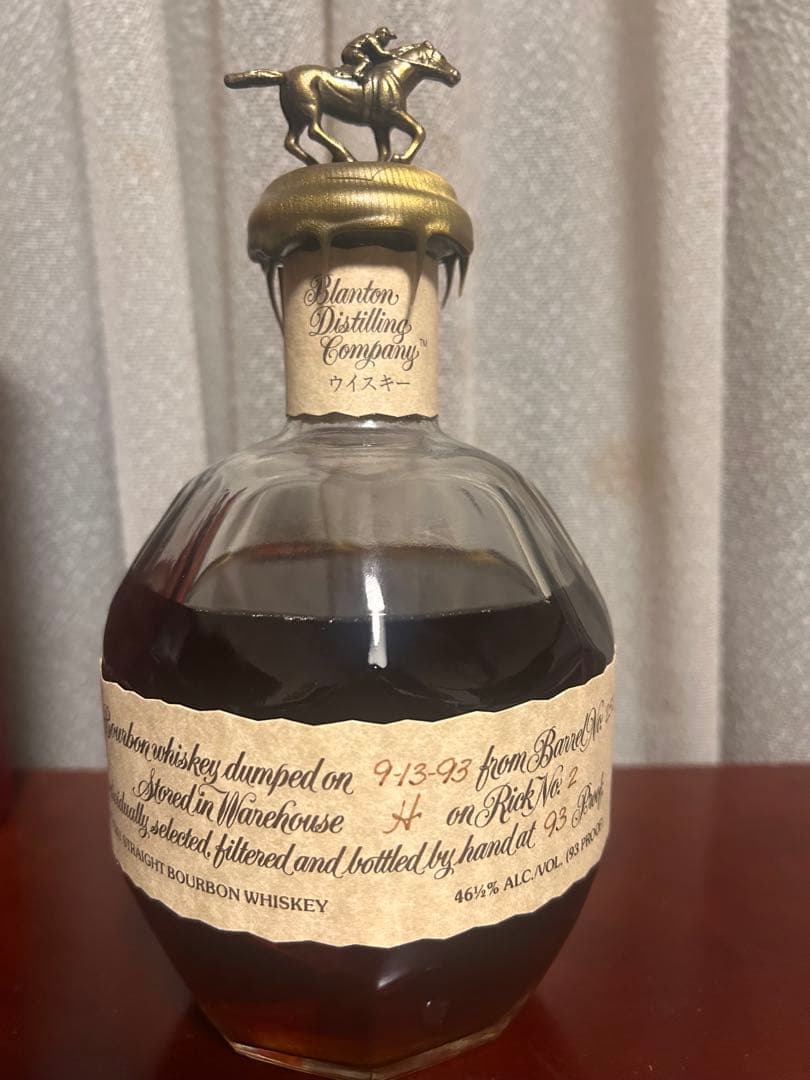 Blanton
Distilling
Company™
ウイスキー
Bourbon whiskey dumped on 9-13-93 from Barrel No.
Stored in Warehouse H on Rick No. 2
selected, filtered and bottled by hand at 93 Proof
STRAIGHT BOURBON WHISKEY
46½% ALC./VOL. (93 PROOF)